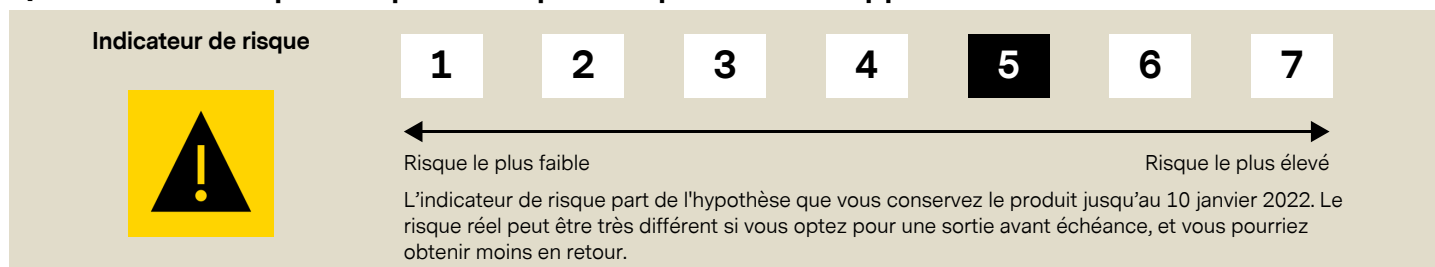 Indicateur de risque
1 2 3 4 5 6 7
Risque le plus faible Risque le plus élevé
L’indicateur de risque part de l'hypothèse que vous conservez le produit jusqu’au 10 janvier 2022. Le
risque réel peut être très différent si vous optez pour une sortie avant échéance, et vous pourriez
obtenir moins en retour.